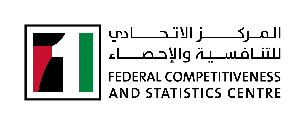 المركز الاتحادي
للتنافسية والإحصاء
FEDERAL COMPETITIVENESS
AND STATISTICS CENTRE